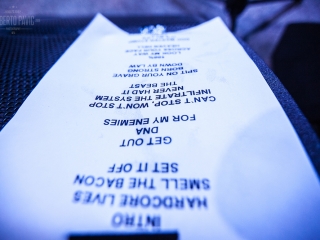 INTRO
HARDCORE LIVES
SMELL THE BACON
SET IT OFF
GET OUT
DNA
FOR MY ENEMIES
CAN'T STOP, WON'T STOP
INFILTRATE THE SYSTEM
NEVER HAD IT
THE BEAST
SPIT ON YOUR GRAVE
BORN STRONG
DOWN BY LAW